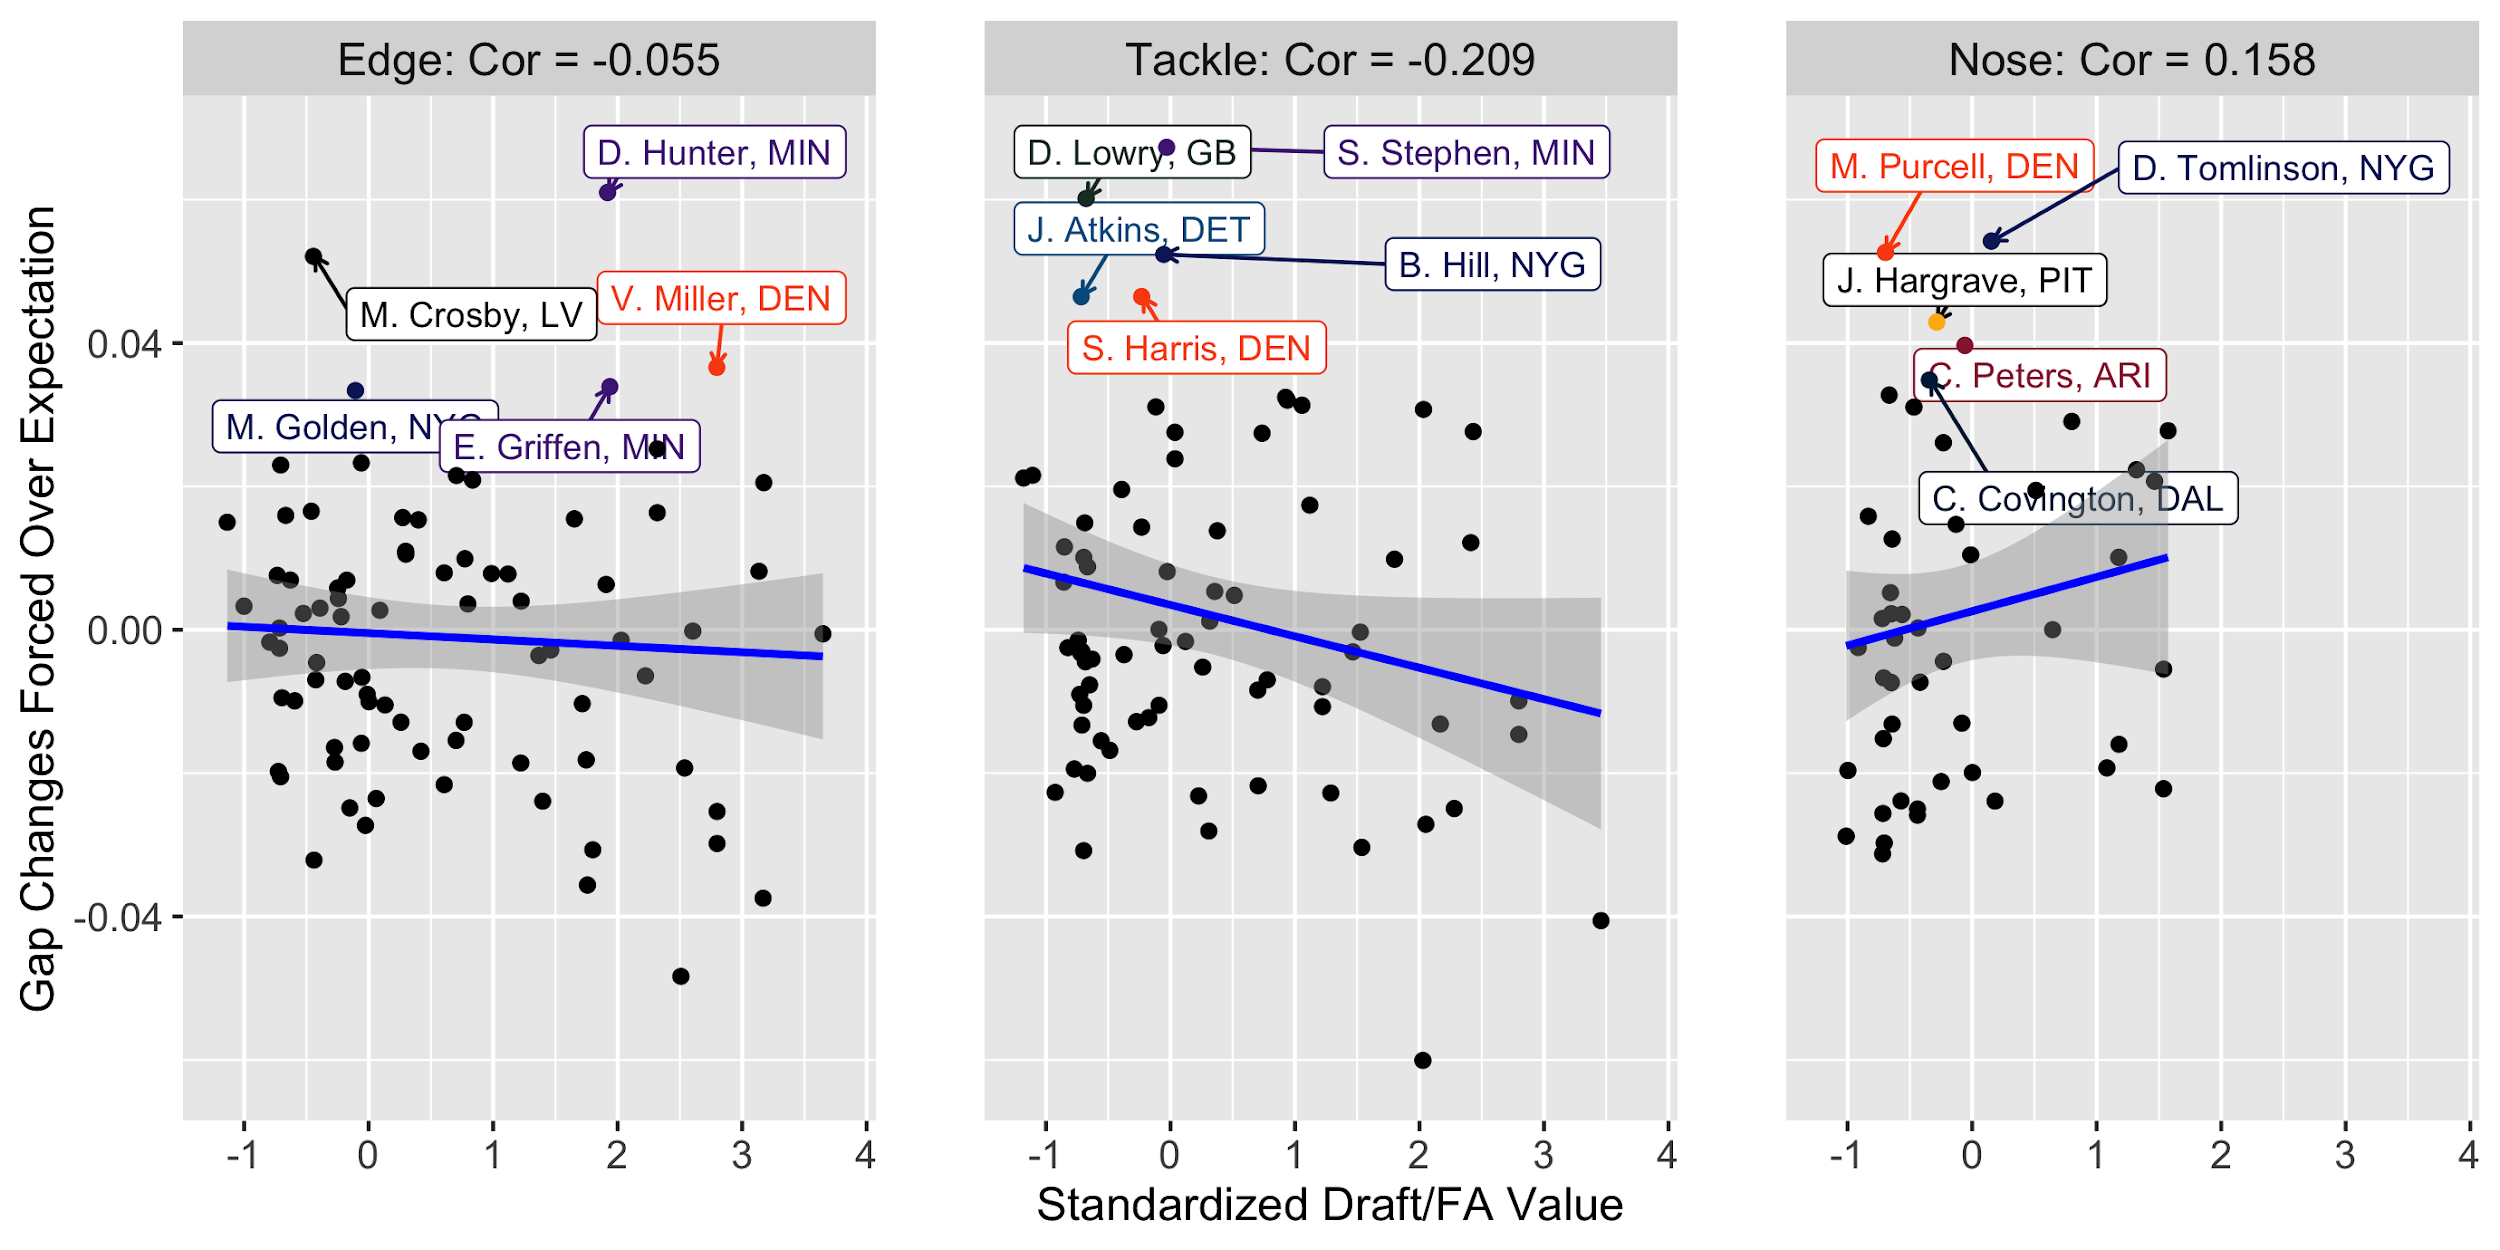 Edge: Cor = -0.055
Tackle: Cor = -0.209
Nose: Cor = 0.158
D. Hunter, MIN
M. Crosby, LV
V. Miller, DEN
M. Golden, NYG
E. Griffen, MIN
D. Lowry, GB
S. Stephen, MIN
J. Atkins, DET
B. Hill, NYG
S. Harris, DEN
M. Purcell, DEN
D. Tomlinson, NYG
J. Hargrave, PIT
C. Peters, ARI
C. Covington, DAL
Gap Changes Forced Over Expectation
0.04
0.00
-0.04
-1 0 1 2 3 4
-1 0 1 2 3 4
-1 0 1 2 3 4
Standardized Draft/FA Value